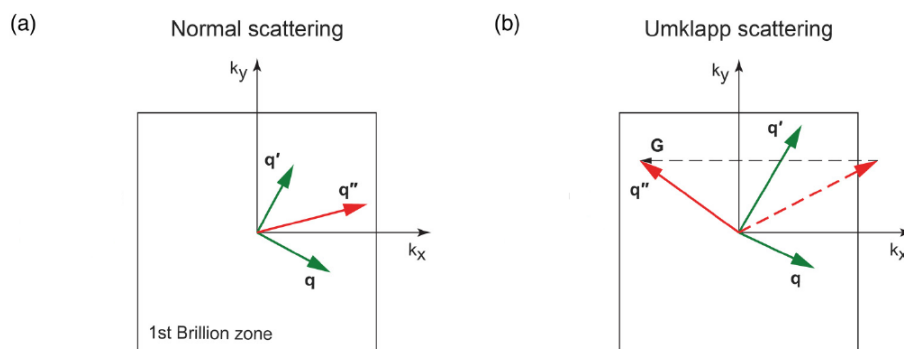 (a)
Normal scattering
ky
q′
q″
kx
q
1st Brillion zone
(b)
Umklapp scattering
ky
q′
G
q″
kx
q